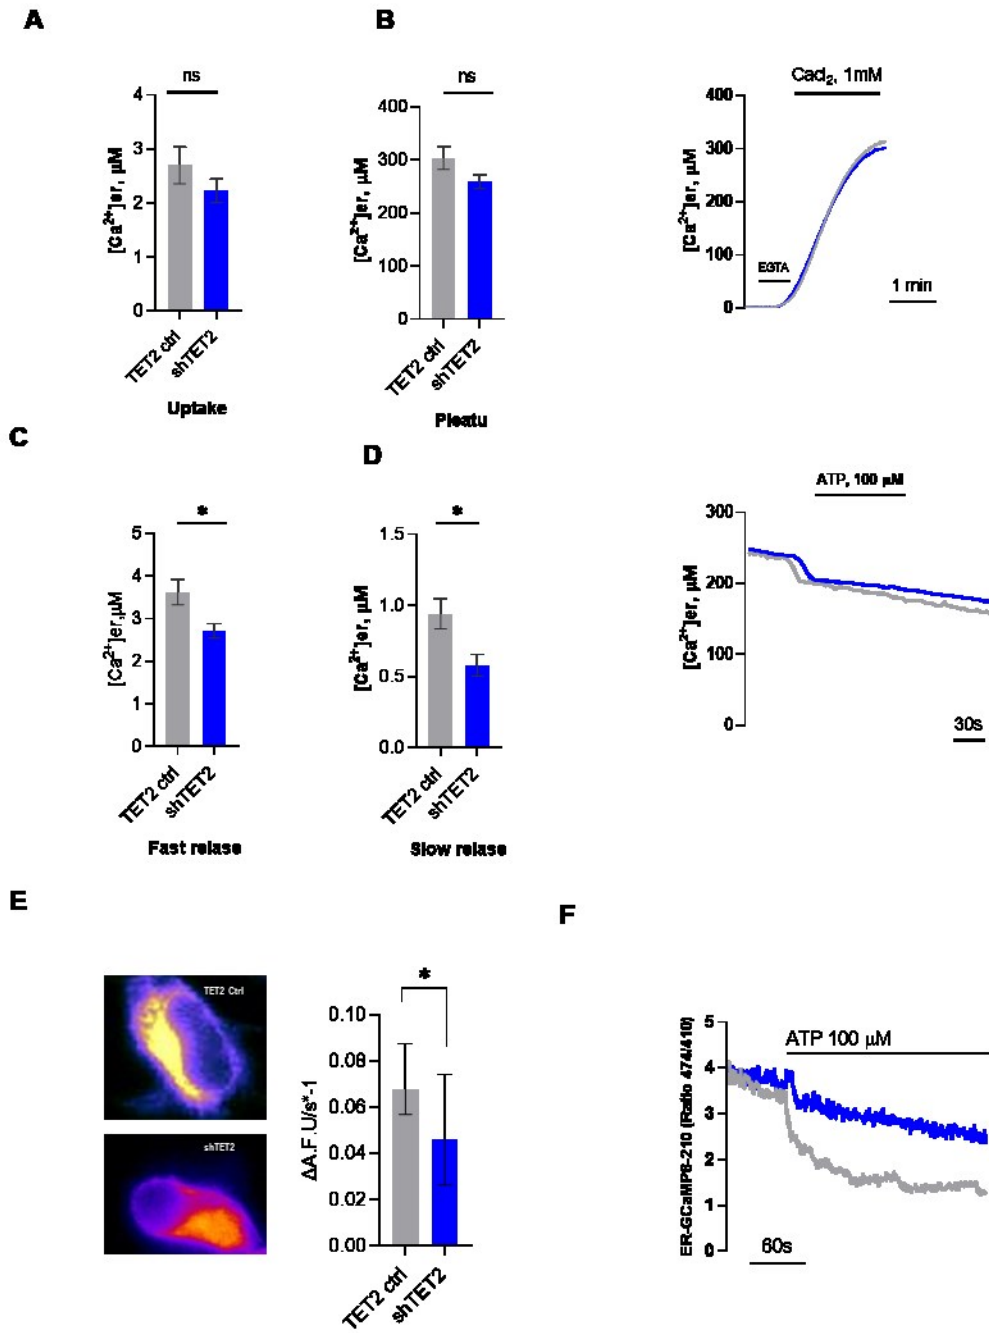 A
B
ns
4
3
2
1
0
[Ca²⁺]er, µM
TET2 ctrl
shTET2
Uptake
ns
400
300
200
100
0
[Ca²⁺]er, µM
TET2 ctrl
shTET2
Pleatu
Cacl₂, 1mM
400
300
200
100
0
[Ca²⁺]er, µM
EGTA
1 min
C
D
*
5
4
3
2
1
0
[Ca²⁺]er,µM
TET2 ctrl
shTET2
Fast relase
*
1.5
1.0
0.5
0.0
[Ca²⁺]er, µM
TET2 ctrl
shTET2
Slow relase
ATP, 100 µM
300
200
100
0
[Ca²⁺]er, µM
30s
E
F
TET2 Ctrl
shTET2
*
0.10
0.08
0.06
0.04
0.02
0.00
ΔA.F.U/s*-1
TET2 ctrl
shTET2
ATP 100 µM
5
4
3
2
1
0
ER-GCaMP6-210 (Ratio 474/410)
60s